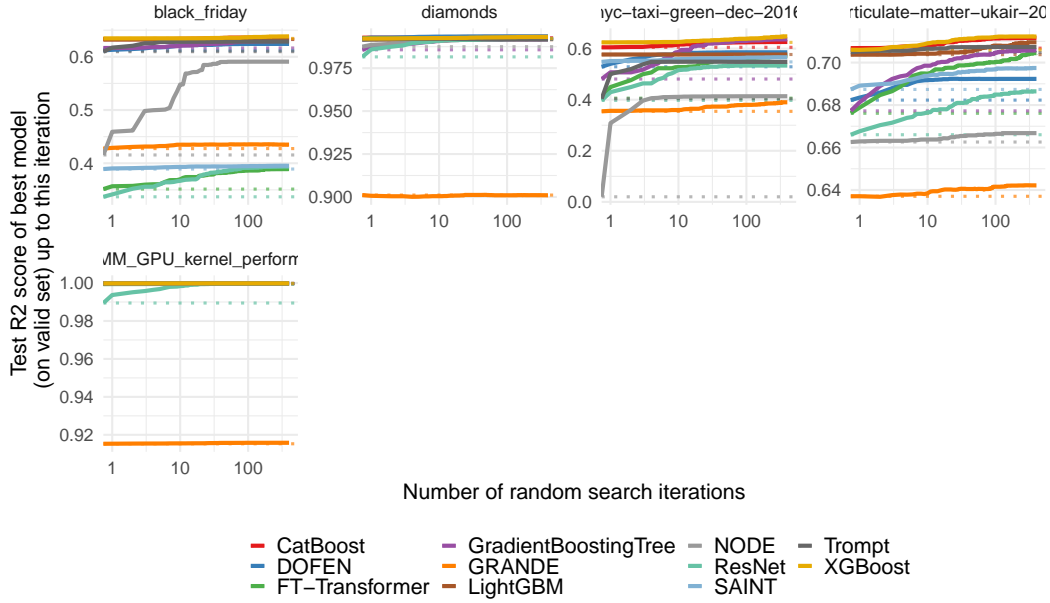 black_friday
diamonds
nyc-taxi-green-dec-2016
rticulate-matter-ukair-20
0.6
0.5
0.4
1
10
100
0.975
0.950
0.925
0.900
1
10
100
0.6
0.4
0.2
0.0
1
10
100
0.70
0.68
0.66
0.64
1
10
100
MM_GPU_kernel_perform
1.00
0.98
0.96
0.94
0.92
1
10
100
Test R2 score of best model
(on valid set) up to this iteration
Number of random search iterations
CatBoost
DOFEN
FT−Transformer
GradientBoostingTree
GRANDE
LightGBM
NODE
ResNet
SAINT
Trompt
XGBoost